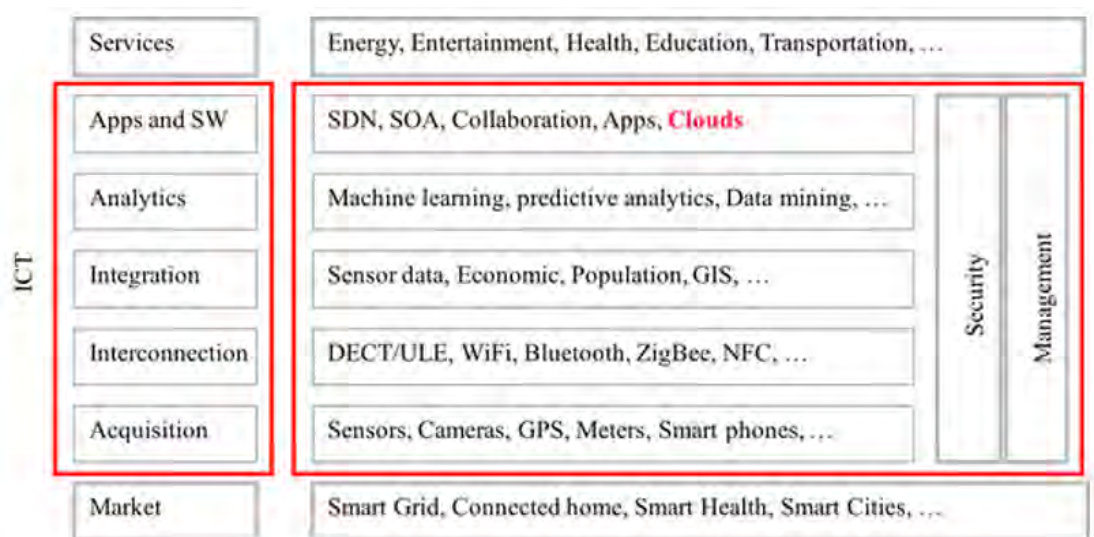 Services
Energy, Entertainment, Health, Education, Transportation, …
Apps and SW
SDN, SOA, Collaboration, Apps, Clouds
Analytics
Machine learning, predictive analytics, Data mining, …
Integration
Sensor data, Economic, Population, GIS, …
Interconnection
DECT/ULE, WiFi, Bluetooth, ZigBee, NFC, …
Acquisition
Sensors, Cameras, GPS, Meters, Smart phones, …
Market
Smart Grid, Connected home, Smart Health, Smart Cities, …
ICT
Security
Management